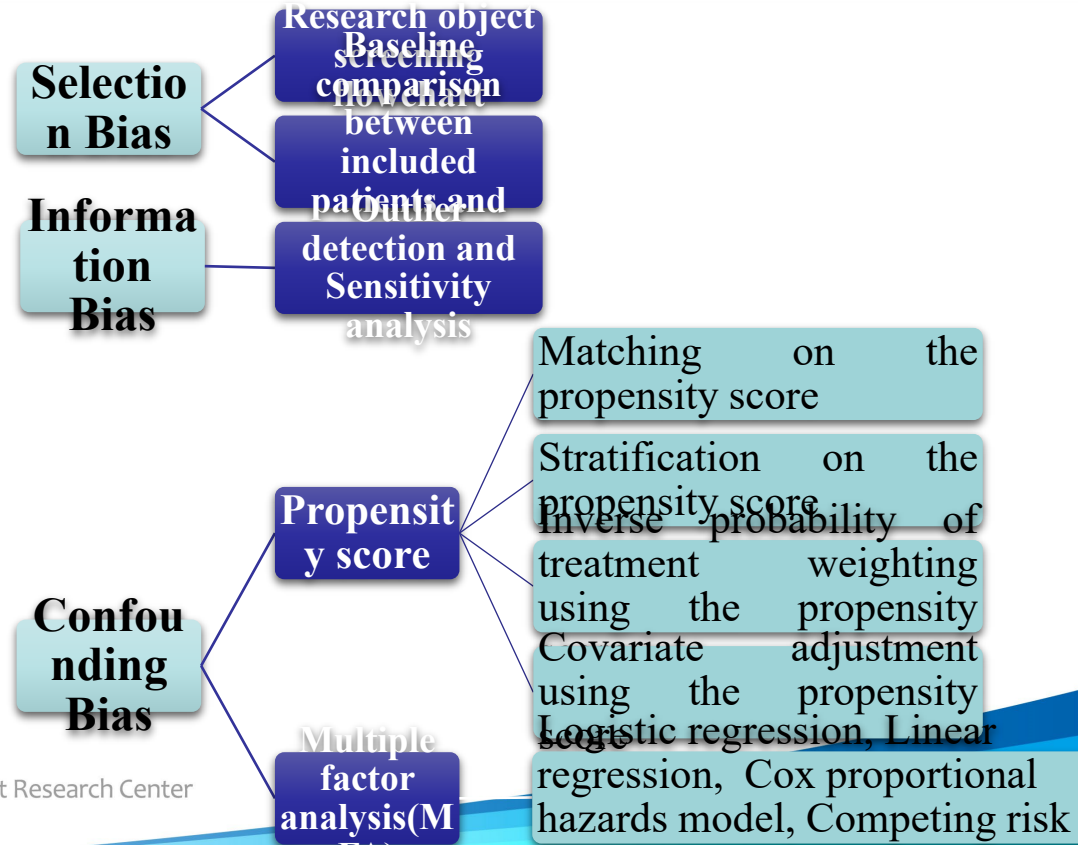 Selectio
n Bias
Research object
screening
flowchart
Baseline
comparison
between
included
patients and
Informa
tion
Bias
Outlier
detection and
Sensitivity
analysis
Confou
nding
Bias
Propensit
y score
Matching on the
propensity score
Stratification on the
propensity score
Inverse probability of
treatment weighting
using the propensity
Covariate adjustment
using the propensity
score
Multiple
factor
analysis(M
Logistic regression, Linear
regression, Cox proportional
hazards model, Competing risk
t Research Center